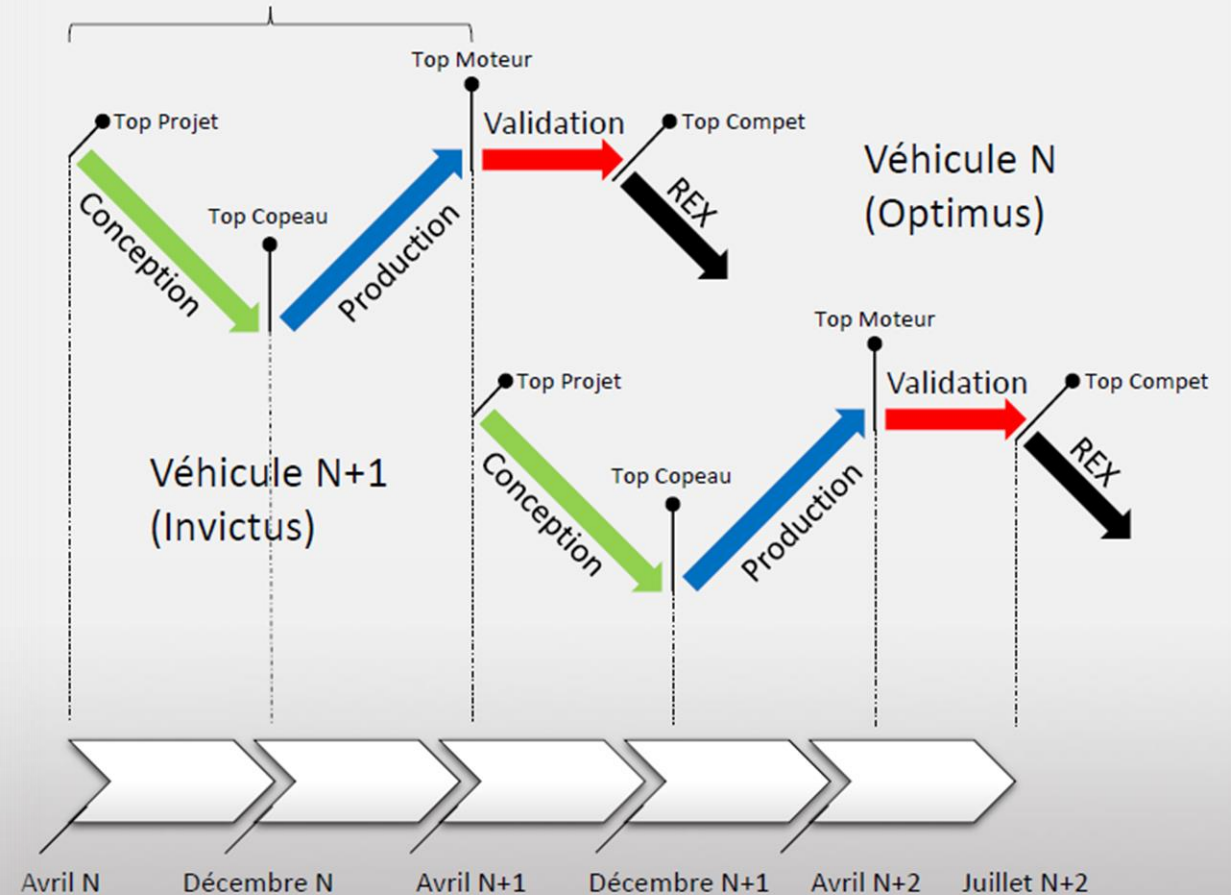 Top Moteur
Top Projet
Validation
Top Compet
Véhicule N
(Optimus)
REX
Conception
Top Copeau
Production
Top Moteur
Top Projet
Validation
Top Compet
Véhicule N+1
(Invictus)
REX
Conception
Top Copeau
Production
Avril N
Décembre N
Avril N+1
Décembre N+1
Avril N+2
Juillet N+2